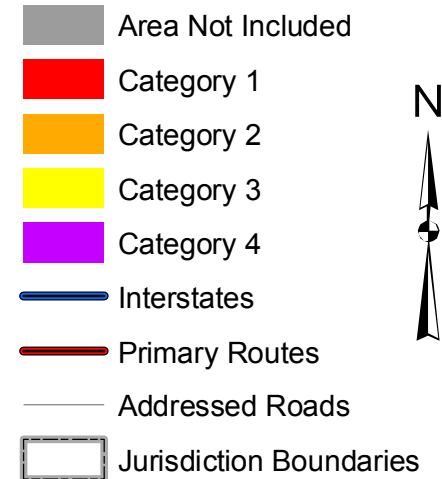 Area Not Included
Category 1
Category 2
Category 3
Category 4
Interstates
Primary Routes
Addressed Roads
Jurisdiction Boundaries
N